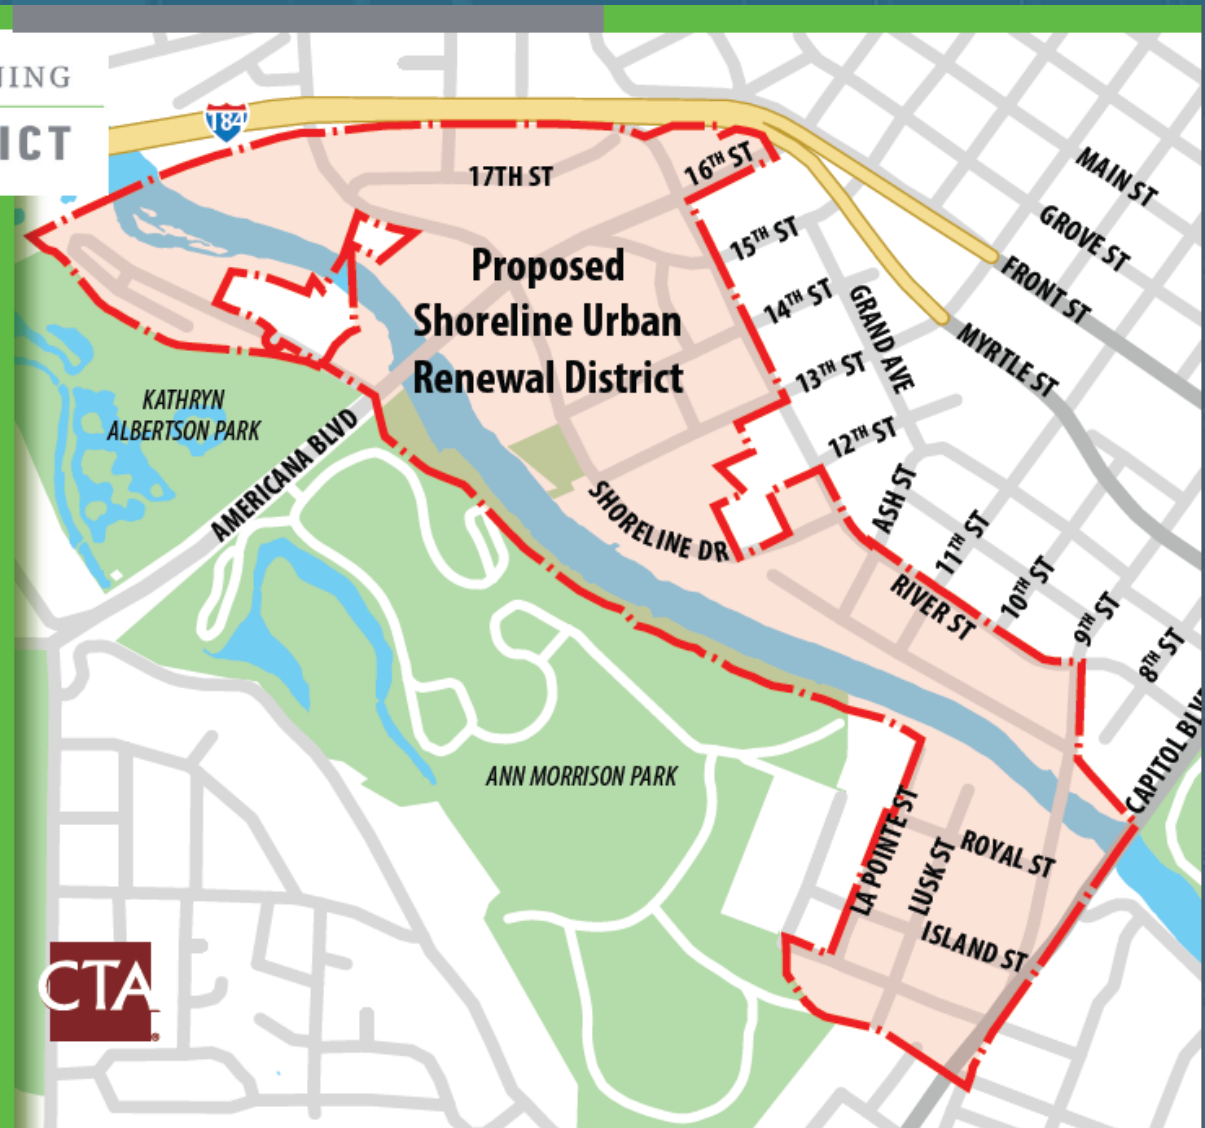 NING
ICT
184
17TH ST
16TH ST
15TH ST
14TH ST
13TH ST
12TH ST
GRAND AVE
MAIN ST
GROVE ST
FRONT ST
MYRTLE ST
Proposed
Shoreline Urban
Renewal District
KATHRYN
ALBERTSON PARK
AMERICANA BLVD
SHORELINE DR
ASH ST
11TH ST
10TH ST
9TH ST
8TH ST
RIVER ST
CAPITOL BLV
ANN MORRISON PARK
LA POINTE ST
LUSK ST
ROYAL ST
ISLAND ST
CTA
®